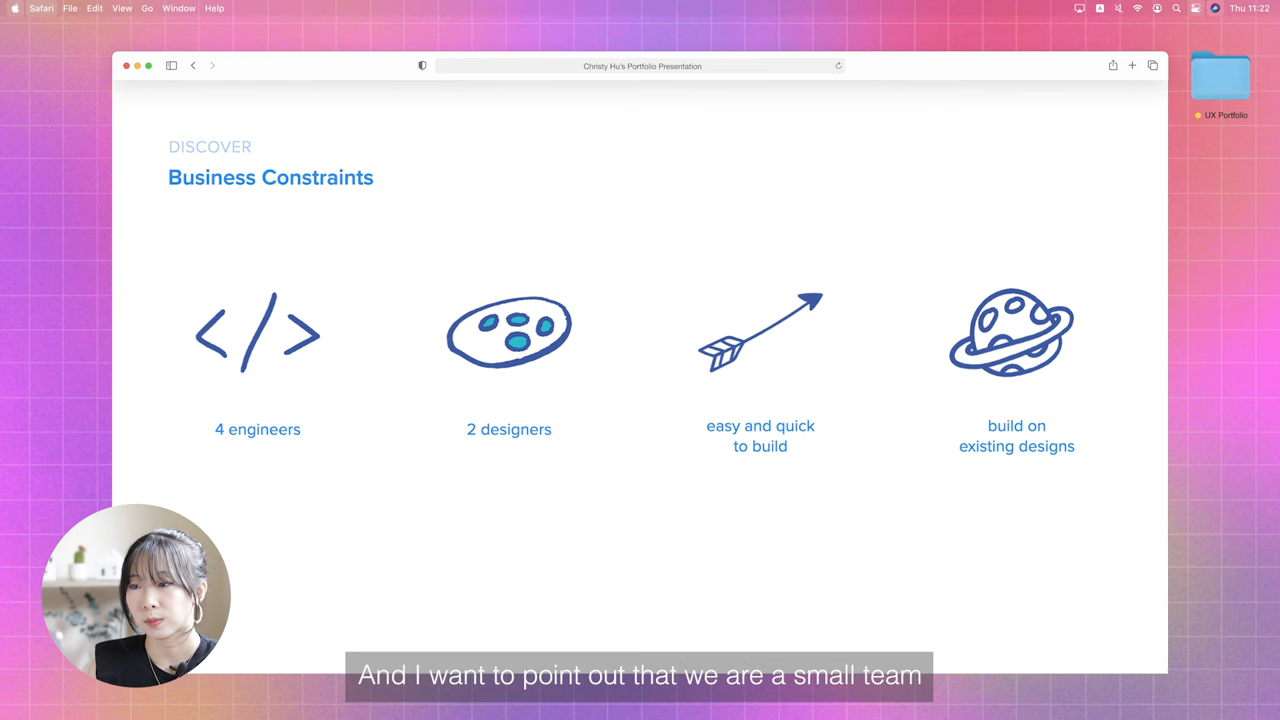 Safari File Edit View Go Window Help
A
Thu 11:22
Christy Hu's Portfolio Presentation
UX Portfolio
DISCOVER
Business Constraints
</>
4 engineers
2 designers
easy and quick
to build
build on
existing designs
And I want to point out that we are a small team